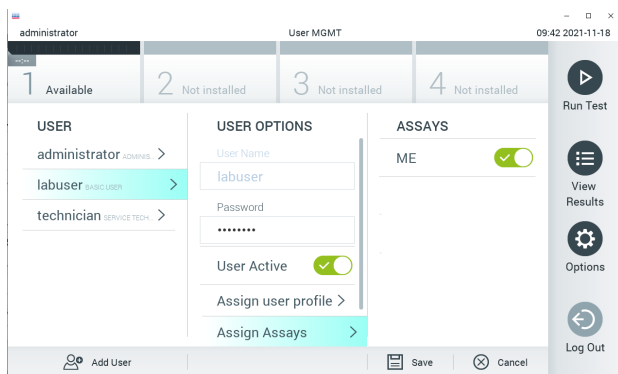 administrator User MGMT 09:42 2021-11-18
--:--
1 Available 2 Not installed 3 Not installed 4 Not installed
Run Test
USER USER OPTIONS ASSAYS
administrator ADMINIS.. >
User Name
ME
labuser BASIC USER >
labuser
View
Results
technician SERVICE TECH... >
Password
••••••••
User Active
Options
Assign user profile >
Assign Assays >
Log Out
Add User Save Cancel